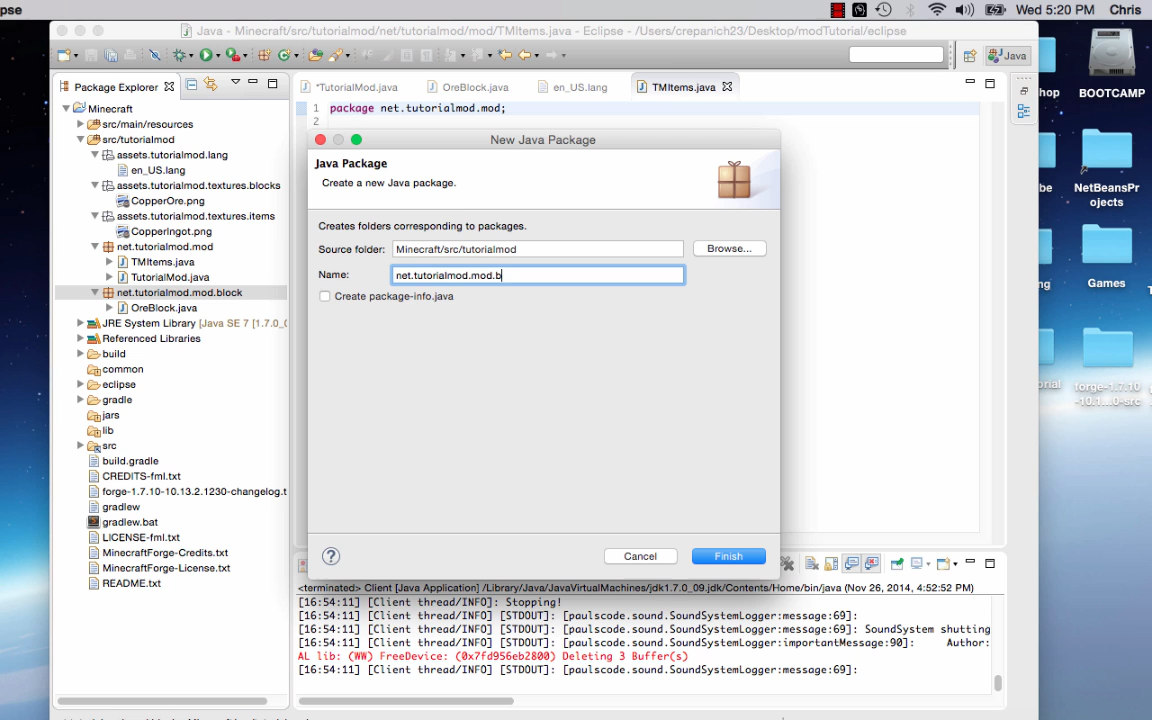 pse
Wed 5:20 PM Chris
Java - Minecraft/src/tutorialmod/net/tutorialmod/mod/TMItems.java - Eclipse - /Users/crepanich23/Desktop/modTutorial/eclipse
Java
BOOTCAMP
hop
Package Explorer
*TutorialMod.java
OreBlock.java
en_US.lang
TMItems.java
Minecraft
src/main/resources
src/tutorialmod
assets.tutorialmod.lang
en_US.lang
assets.tutorialmod.textures.blocks
CopperOre.png
assets.tutorialmod.textures.items
CopperIngot.png
net.tutorialmod.mod
TMItems.java
TutorialMod.java
net.tutorialmod.mod.block
OreBlock.java
JRE System Library [Java SE 7 [1.7.0_0
Referenced Libraries
build
common
eclipse
gradle
jars
lib
src
build.gradle
CREDITS-fml.txt
forge-1.7.10-10.13.2.1230-changelog.t
gradlew
gradlew.bat
LICENSE-fml.txt
MinecraftForge-Credits.txt
MinecraftForge-License.txt
README.txt
1 package net.tutorialmod.mod;
2
New Java Package
Java Package
Create a new Java package.
Creates folders corresponding to packages.
Source folder: Minecraft/src/tutorialmod Browse...
Name: net.tutorialmod.mod.b
Create package-info.java
? Cancel Finish
be
NetBeansPr
ojects
ng
Games
orial
forge-1.7.10
-10.1...0-src
<terminated> Client [Java Application] /Library/Java/JavaVirtualMachines/jdk1.7.0_09.jdk/Contents/Home/bin/java (Nov 26, 2014, 4:52:52 PM)
[16:54:11] [Client thread/INFO]: Stopping!
[16:54:11] [Client thread/INFO] [STDOUT]: [paulscode.sound.SoundSystemLogger:message:69]:
[16:54:11] [Client thread/INFO] [STDOUT]: [paulscode.sound.SoundSystemLogger:message:69]: SoundSystem shutting
[16:54:11] [Client thread/INFO] [STDOUT]: [paulscode.sound.SoundSystemLogger:importantMessage:90]: Author:
AL lib: (WW) FreeDevice: (0x7fd956eb2800) Deleting 3 Buffer(s)
[16:54:11] [Client thread/INFO] [STDOUT]: [paulscode.sound.SoundSystemLogger:message:69]: